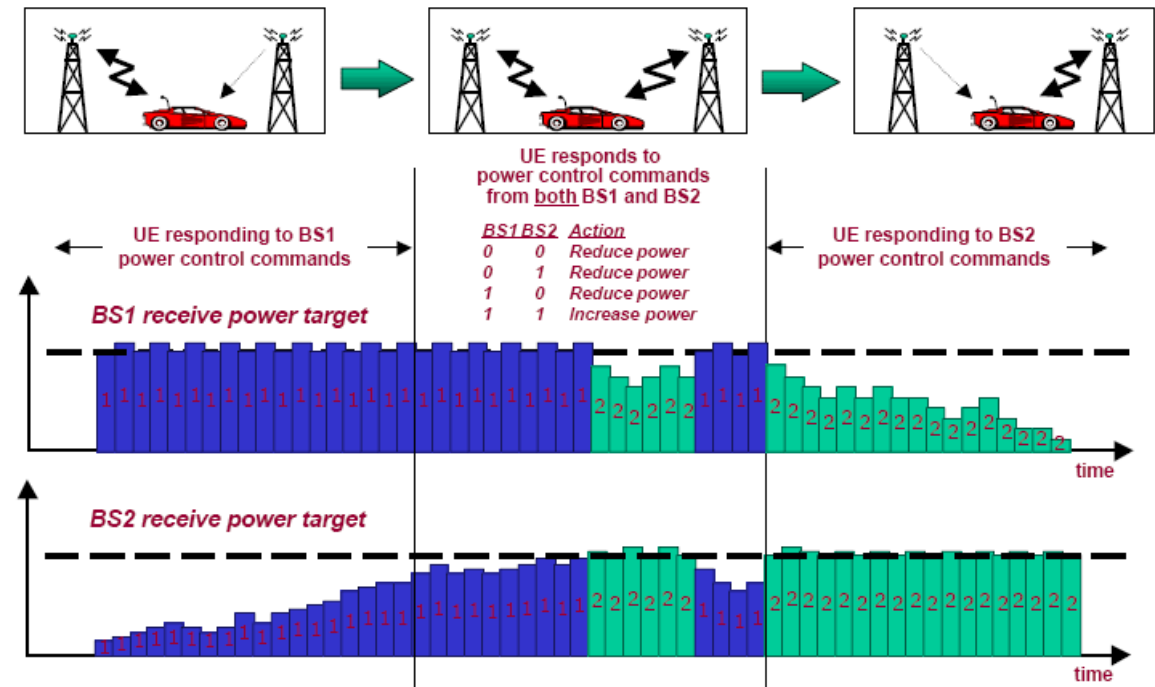 UE responds to
power control commands
from both BS1 and BS2
BS1 BS2 Action
0 0 Reduce power
0 1 Reduce power
1 0 Reduce power
1 1 Increase power
UE responding to BS1
power control commands
UE responding to BS2
power control commands
BS1 receive power target
1 1 1 1 1 1 1 1 1 1 1 1 1 1 1 1 1 1 1 1 1 1 1 1 1 1 1 1 2 2 2 2 2 2 1 1 1 1 2 2 2 2 2 2 2 2 2 2 2 2 2 2 2 2 2
time
BS2 receive power target
1 1 1 1 1 1 1 1 1 1 1 1 1 1 1 1 1 1 1 1 1 1 1 1 1 1 1 1 2 2 2 2 2 2 1 1 1 1 2 2 2 2 2 2 2 2 2 2 2 2 2 2 2 2 2 2
time